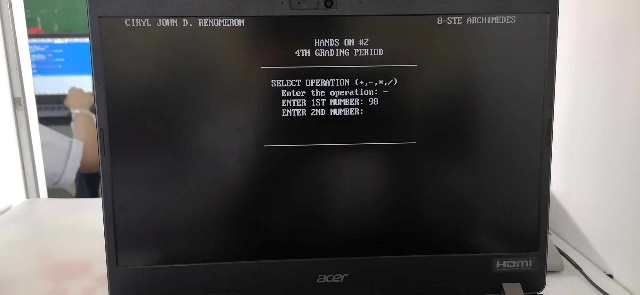 CIRYL JOHN D. RENOMERON
8-STE ARCHIMEDES
HANDS ON #2
4TH GRADING PERIOD
SELECT OPERATION (+,-,*,/)
Enter the operation: -
ENTER 1ST NUMBER: 90
ENTER 2ND NUMBER:
acer
HDMI